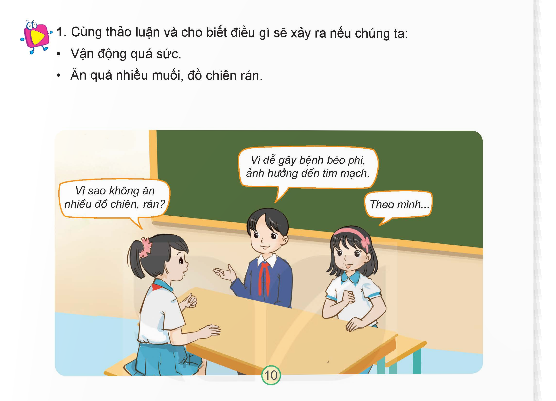 1. Cùng thảo luận và cho biết điều gì sẽ xảy ra nếu chúng ta:
• Vận động quá sức.
• Ăn quá nhiều muối, đồ chiên rán.
Vì sao không ăn
nhiều đồ chiên, rán?
Vì dễ gây bệnh béo phì,
ảnh hưởng đến tim mạch.
Theo mình...
10